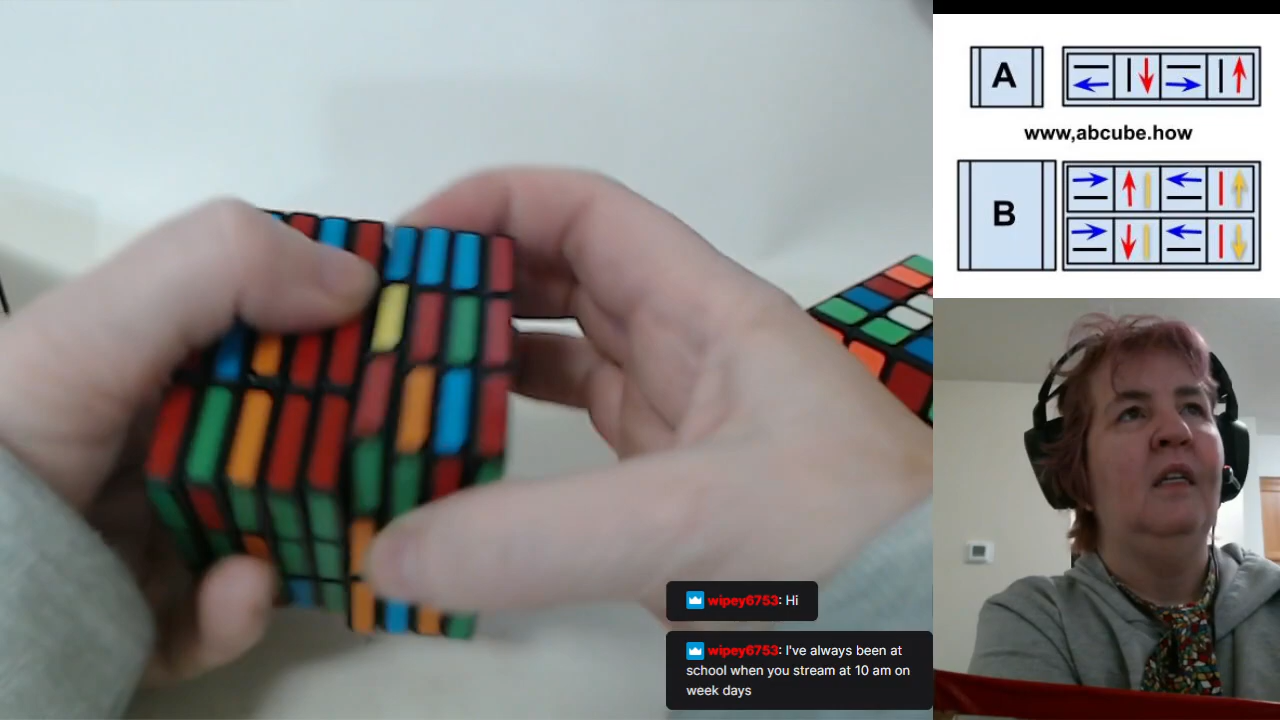 A
www,abcube.how
B
wipey6753: Hi
wipey6753: I've always been at
school when you stream at 10 am on
week days